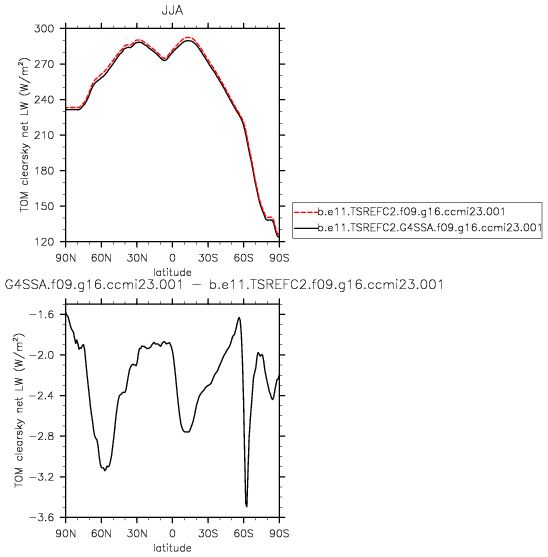 JJA
TOM clearsky net LW (W/m²)
300
270
240
210
180
150
120
90N 60N 30N 0 30S 60S 90S
latitude
b.e11.TSREFC2.f09.g16.ccmi23.001
b.e11.TSREFC2.G4SSA.f09.g16.ccmi23.001
G4SSA.f09.g16.ccmi23.001 − b.e11.TSREFC2.f09.g16.ccmi23.001
TOM clearsky net LW (W/m²)
−1.6
−2.0
−2.4
−2.8
−3.2
−3.6
90N 60N 30N 0 30S 60S 90S
latitude